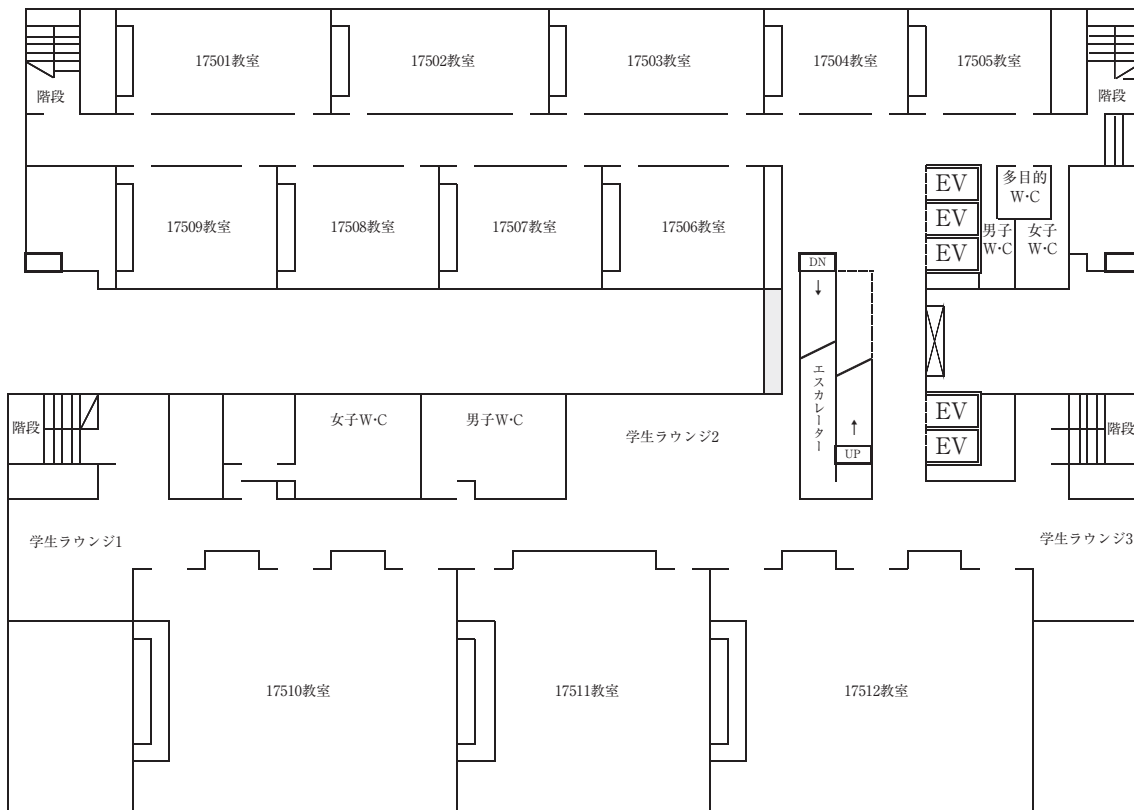 17501教室
17502教室
17503教室
17504教室
17505教室
階段
階段
17509教室
17508教室
17507教室
17506教室
EV
EV
EV
多目的
W・C
男子
W・C
女子
W・C
DN
エスカレーター
UP
EV
EV
階段
女子W・C
男子W・C
学生ラウンジ2
階段
学生ラウンジ1
学生ラウンジ3
17510教室
17511教室
17512教室